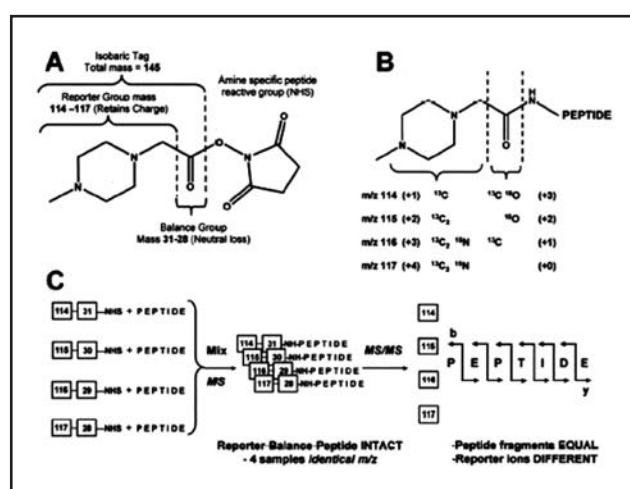 A
Isobaric Tag
Total mass = 145
Reporter Group mass
114 –117 (Retains Charge)
Amine specific peptide
reactive group (NHS)
N
N
O
O
N
O
O
Balance Group
Mass 31-28 (Neutral loss)
B
N
N
O
H
N
PEPTIDE
m/z 114 (+1) ¹³C ¹³C ¹⁸O (+3)
m/z 115 (+2) ¹³C₂ ¹⁸O (+2)
m/z 116 (+3) ¹³C₂ ¹⁵N ¹³C (+1)
m/z 117 (+4) ¹³C₃ ¹⁵N (+0)
C
114 31 NHS + PEPTIDE
115 30 NHS + PEPTIDE
116 29 NHS + PEPTIDE
117 28 NHS + PEPTIDE
Mix
MS
114 31 NH-PEPTIDE
115 30 NH-PEPTIDE
116 29 NH-PEPTIDE
117 28 NH-PEPTIDE
MS/MS
114
115
116
117
b
P E P T I D E
y
Reporter-Balance-Peptide INTACT
- 4 samples identical m/z
-Peptide fragments EQUAL
-Reporter ions DIFFERENT